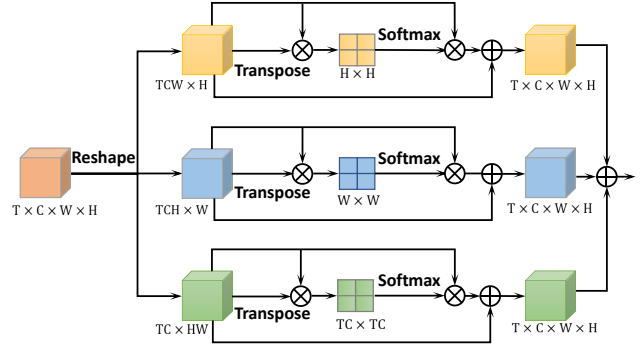 Softmax
Transpose
TCW × H
H × H
T × C × W × H
Reshape
T × C × W × H
Softmax
Transpose
TCH × W
W × W
T × C × W × H
Softmax
Transpose
TC × HW
TC × TC
T × C × W × H